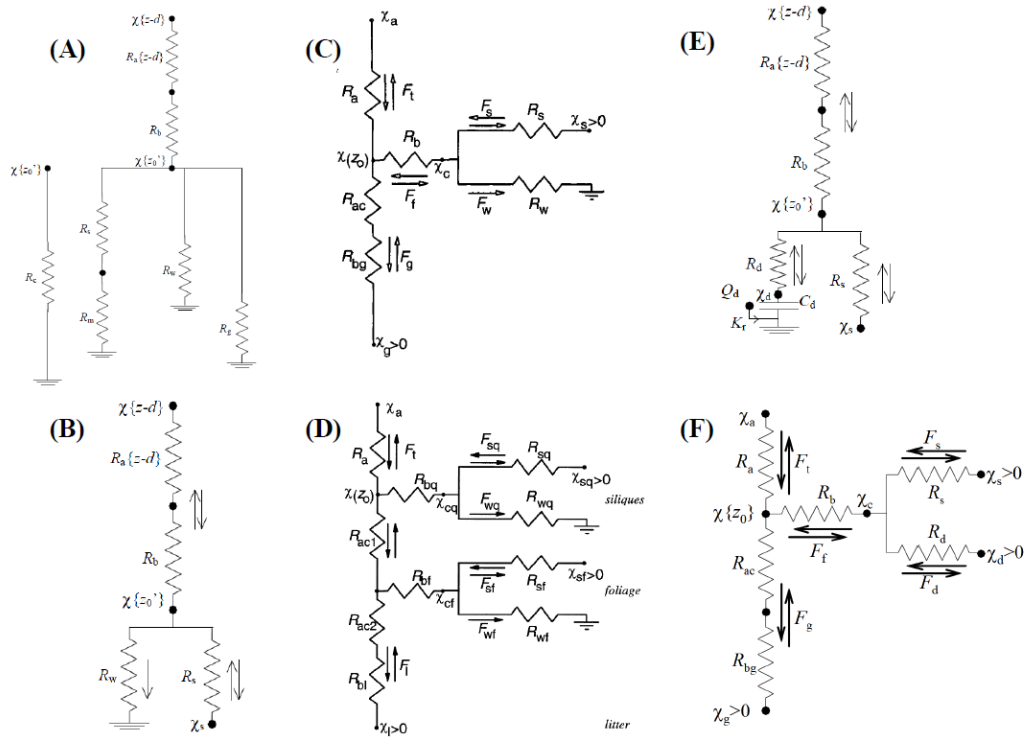 (A)
χ{z-d}
Ra{z-d}
Rb
χ{z0'}
χ{z0'}
Rc
Rs
Rm
Rw
Rg
(B)
χ{z-d}
Ra{z-d}
Rb
χ{z0'}
Rw
Rs
χs
(C)
χa
Ra
Ft
χ(zo)
Rb
χc
Ff
Fs
Rs
χs>0
Fw
Rw
Rac
Rbg
Fg
χg>0
(D)
χa
Ra
Ft
χ(zo)
Rbq
χcq
Fsq
Rsq
χsq>0
siliques
Fwq
Rwq
Rac1
Rbf
χcf
Fsf
Rsf
χsf>0
foliage
Fwf
Rwf
Rac2
Rbl
Fl
χl>0
litter
(E)
χ{z-d}
Ra{z-d}
Rb
χ{z0'}
Rd
Rs
Qd
χd
Cd
Kr
χs
(F)
χa
Ra
Ft
χ{z0}
Rb
χc
Ff
Fs
Rs
χs>0
Rd
Fd
χd>0
Rac
Fg
Rbg
χg>0